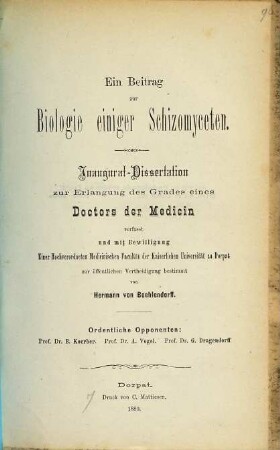 Ein Beitrag
zur
Biologie einiger Schizomyceten.
Inaugural-Dissertation
zur Erlangung des Grades eines
Doctors der Medicin
verfasst
und mit Bewilligung
Einer Hochverordneten Medicinischen Facultät der Kaiserlichen Universität zu Dorpat
zur öffentlichen Vertheidigung bestimmt
von
Hermann von Boehlendorff.
Ordentliche Opponenten:
Prof. Dr. B. Koerber. Prof. Dr. A. Vogel. Prof. Dr. G. Dragendorff
Dorpat.
Druck von C. Mattiesen.